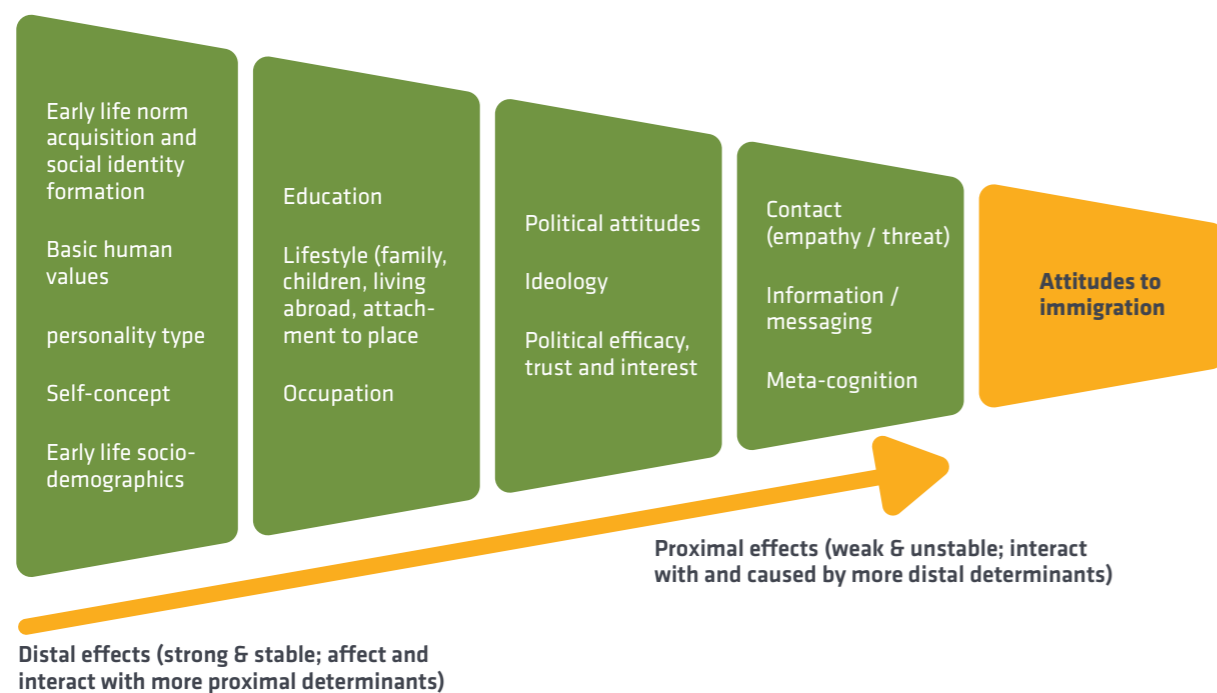 Early life norm
acquisition and
social identity
formation
Basic human
values
personality type
Self-concept
Early life socio-
demographics
Education
Lifestyle (family,
children, living
abroad, attach-
ment to place
Occupation
Political attitudes
Ideology
Political efficacy,
trust and interest
Contact
(empathy / threat)
Information /
messaging
Meta-cognition
Attitudes to
immigration
Proximal effects (weak & unstable; interact
with and caused by more distal determinants)
Distal effects (strong & stable; affect and
interact with more proximal determinants)